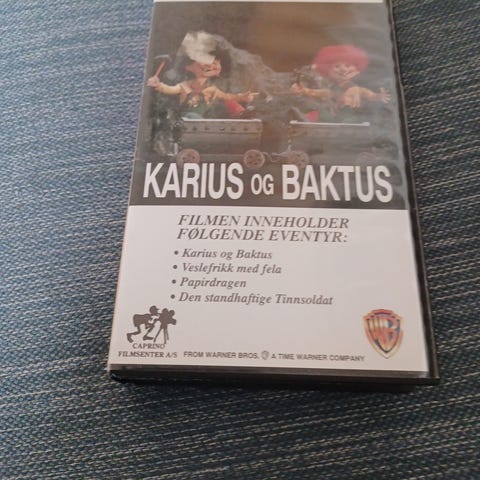 KARIUS OG BAKTUS
FILMEN INNEHOLDER
FØLGENDE EVENTYR:
• Karius og Baktus
• Veslefrikk med fela
• Papirdragen
• Den standhaftige Tinnsoldat
CAPRINO
FILMSENTER A/S
FROM WARNER BROS. A TIME WARNER COMPANY